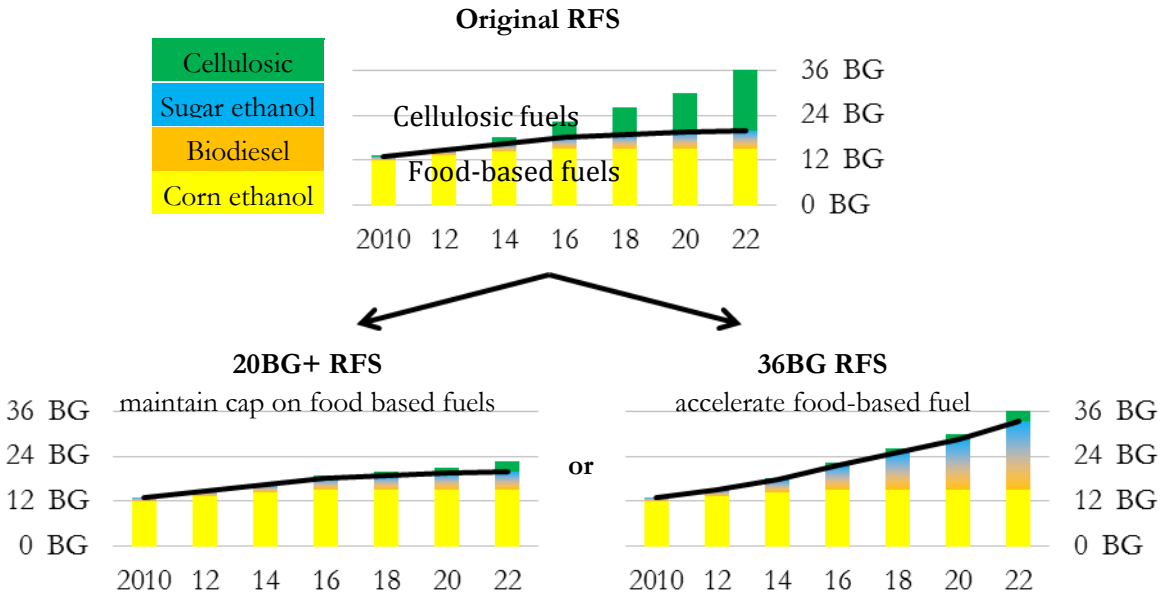 Original RFS
Cellulosic
Sugar ethanol
Biodiesel
Corn ethanol
Cellulosic fuels
Food-based fuels
36 BG
24 BG
12 BG
0 BG
2010 12 14 16 18 20 22
20BG+ RFS
maintain cap on food based fuels
36 BG
24 BG
12 BG
0 BG
2010 12 14 16 18 20 22
or
36BG RFS
accelerate food-based fuel
36 BG
24 BG
12 BG
0 BG
2010 12 14 16 18 20 22